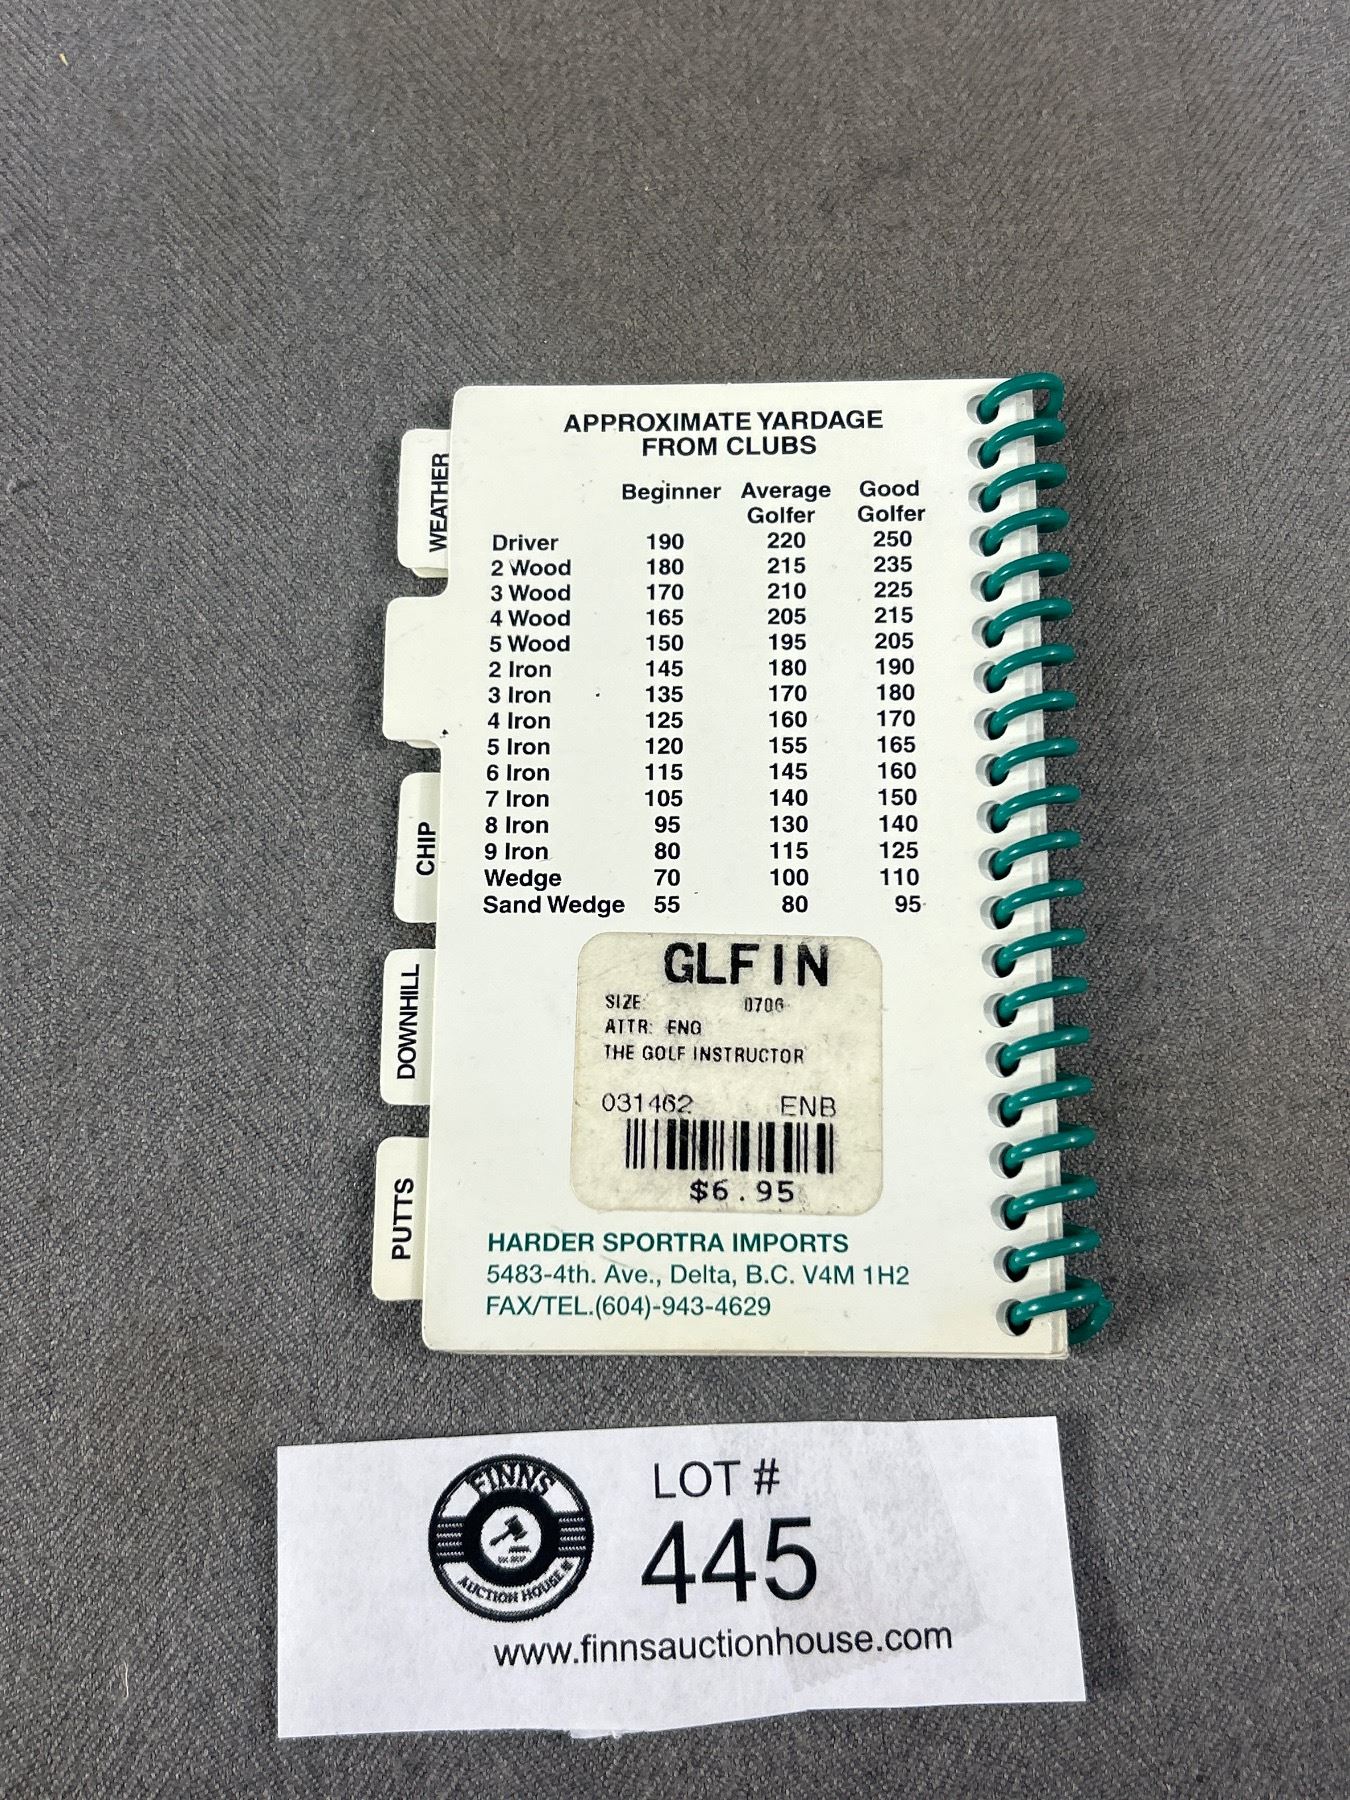 APPROXIMATE YARDAGE
FROM CLUBS
Beginner Average Good
Golfer Golfer
Driver 190 220 250
2 Wood 180 215 235
3 Wood 170 210 225
4 Wood 165 205 215
5 Wood 150 195 205
2 Iron 145 180 190
3 Iron 135 170 180
4 Iron 125 160 170
5 Iron 120 155 165
6 Iron 115 145 160
7 Iron 105 140 150
8 Iron 95 130 140
9 Iron 80 115 125
Wedge 70 100 110
Sand Wedge 55 80 95
WEATHER
CHIP
DOWNHILL
PUTTS
GLFIN
SIZE: 0706
ATTR: ENG
THE GOLF INSTRUCTOR
031462 ENB
$6.95
HARDER SPORTRA IMPORTS
5483-4th. Ave., Delta, B.C. V4M 1H2
FAX/TEL.(604)-943-4629
FINNS
AUCTION HOUSE
LOT #
445
www.finnsauctionhouse.com